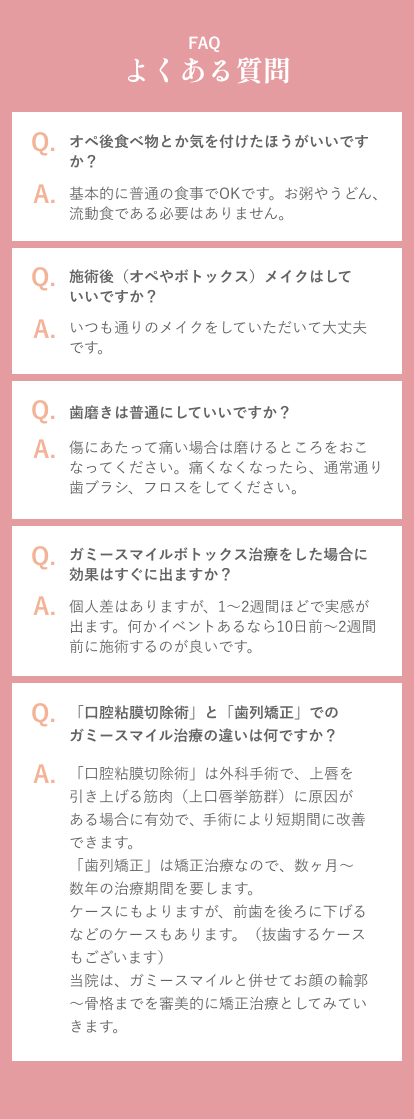 FAQ
よくある質問
Q. オペ後食べ物とか気を付けたほうがいいです
か？
A. 基本的に普通の食事でOKです。お粥やうどん、
流動食である必要はありません。
Q. 施術後（オペやボトックス）メイクはして
いいですか？
A. いつも通りのメイクをしていただいて大丈夫
です。
Q. 歯磨きは普通にしていいですか？
A. 傷にあたって痛い場合は磨けるところをおこ
なってください。痛くなくなったら、通常通り
歯ブラシ、フロスをしてください。
Q. ガミースマイルボトックス治療をした場合に
効果はすぐに出ますか？
A. 個人差はありますが、1〜2週間ほどで実感が
出ます。何かイベントあるなら10日前〜2週間
前に施術するのが良いです。
Q. 「口腔粘膜切除術」と「歯列矯正」での
ガミースマイル治療の違いは何ですか？
A. 「口腔粘膜切除術」は外科手術で、上唇を
引き上げる筋肉（上口唇挙筋群）に原因が
ある場合に有効で、手術により短期間に改善
できます。
「歯列矯正」は矯正治療なので、数ヶ月〜
数年の治療期間を要します。
ケースにもよりますが、前歯を後ろに下げる
などのケースもあります。（抜歯するケース
もございます）
当院は、ガミースマイルと併せてお顔の輪郭
〜骨格までを審美的に矯正治療としてみてい
きます。